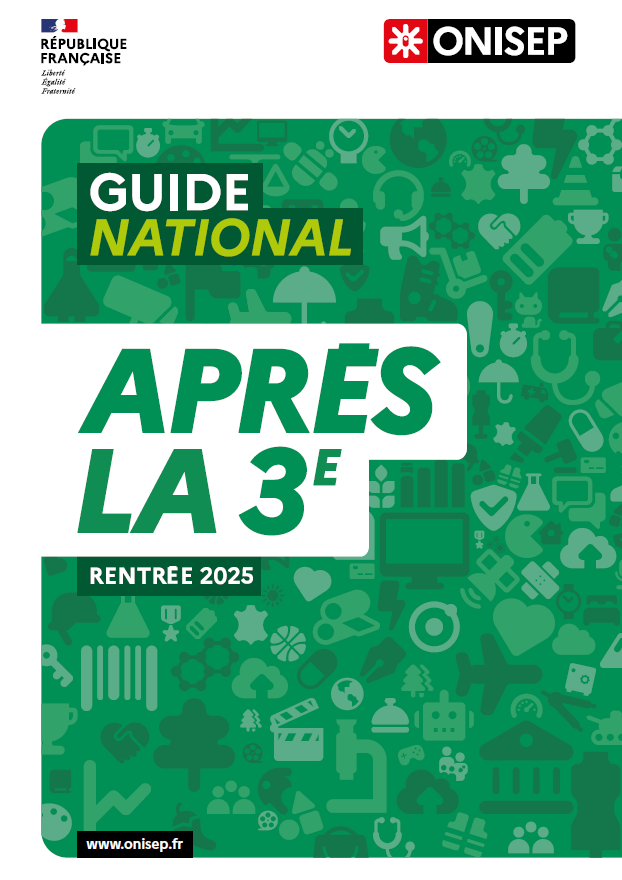 RÉPUBLIQUE
FRANÇAISE
Liberté
Égalité
Fraternité
ONISEP
GUIDE
NATIONAL
APRÈS
LA 3E
RENTRÉE 2025
www.onisep.fr